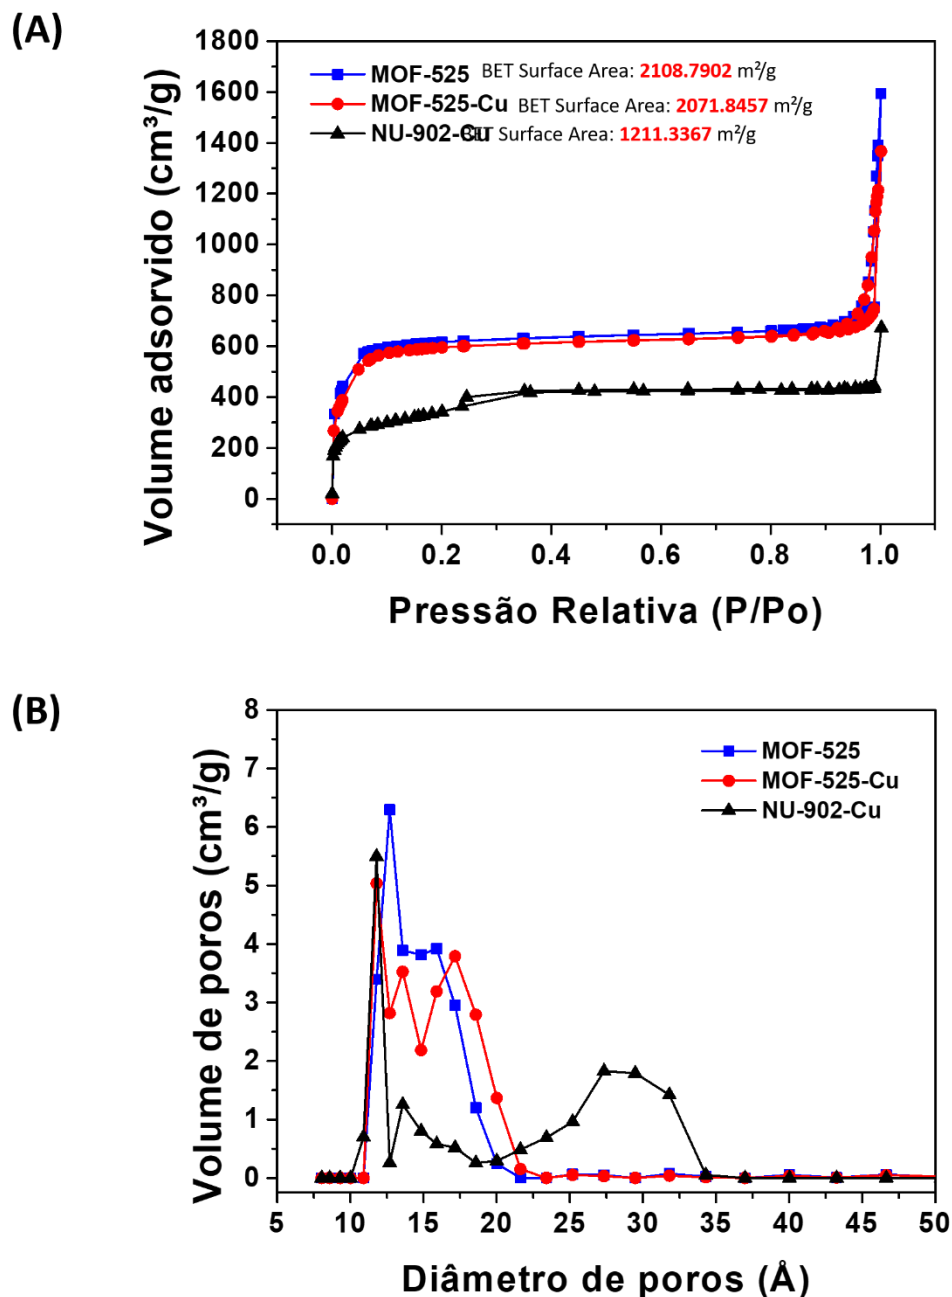 (A)
Volume adsorvido (cm³/g)
1800
1600
1400
1200
1000
800
600
400
200
0
MOF-525 BET Surface Area: 2108.7902 m²/g
MOF-525-Cu BET Surface Area: 2071.8457 m²/g
NU-902-Cu BET Surface Area: 1211.3367 m²/g
0.0 0.2 0.4 0.6 0.8 1.0
Pressão Relativa (P/Po)
(B)
Volume de poros (cm³/g)
8
7
6
5
4
3
2
1
0
MOF-525
MOF-525-Cu
NU-902-Cu
5 10 15 20 25 30 35 40 45 50
Diâmetro de poros (Å)